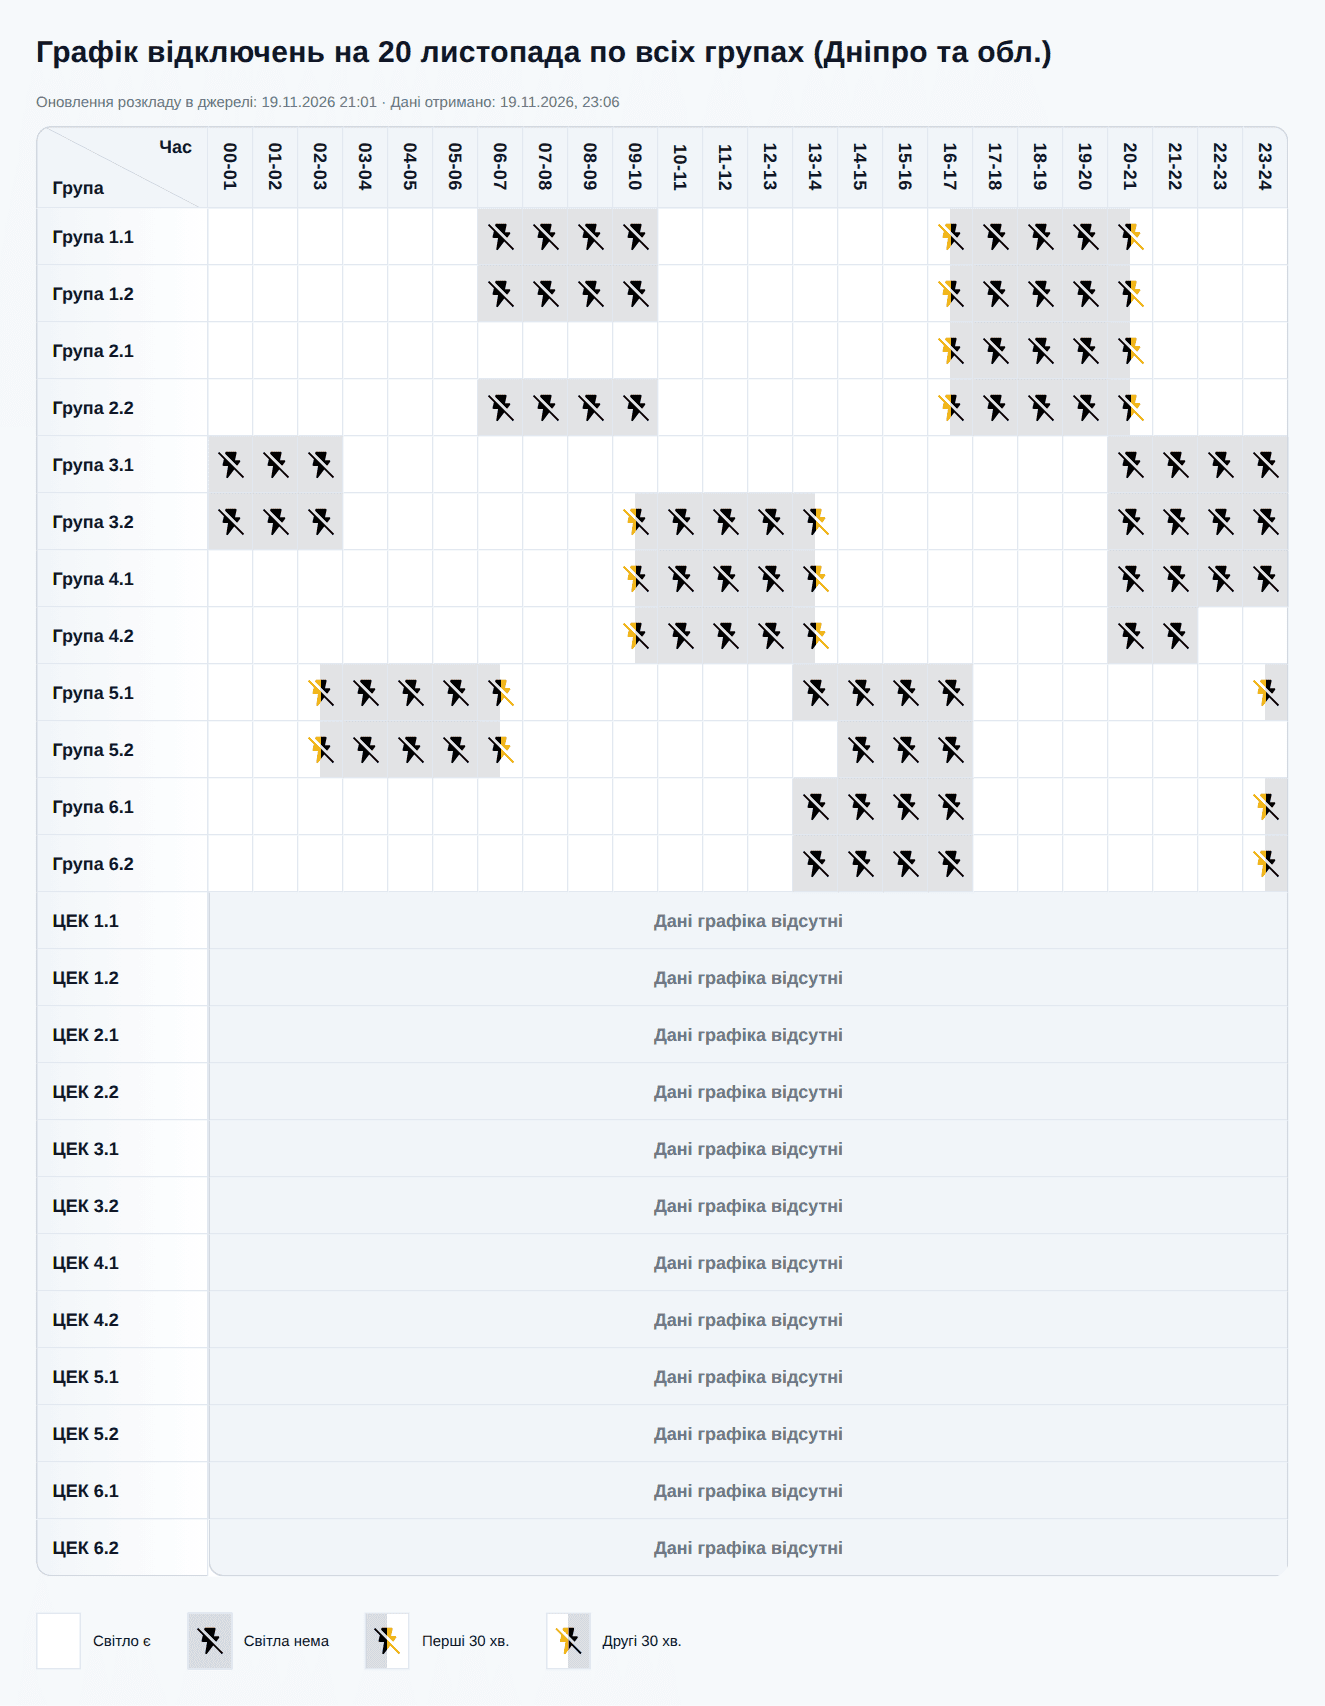 Графік відключень на 20 листопада по всіх групах (Дніпро та обл.)
Оновлення розкладу в джерелі: 19.11.2026 21:01 · Дані отримано: 19.11.2026, 23:06
Час
Група
00-01
01-02
02-03
03-04
04-05
05-06
06-07
07-08
08-09
09-10
10-11
11-12
12-13
13-14
14-15
15-16
16-17
17-18
18-19
19-20
20-21
21-22
22-23
23-24
Група 1.1
Група 1.2
Група 2.1
Група 2.2
Група 3.1
Група 3.2
Група 4.1
Група 4.2
Група 5.1
Група 5.2
Група 6.1
Група 6.2
ЦЕК 1.1 Дані графіка відсутні
ЦЕК 1.2 Дані графіка відсутні
ЦЕК 2.1 Дані графіка відсутні
ЦЕК 2.2 Дані графіка відсутні
ЦЕК 3.1 Дані графіка відсутні
ЦЕК 3.2 Дані графіка відсутні
ЦЕК 4.1 Дані графіка відсутні
ЦЕК 4.2 Дані графіка відсутні
ЦЕК 5.1 Дані графіка відсутні
ЦЕК 5.2 Дані графіка відсутні
ЦЕК 6.1 Дані графіка відсутні
ЦЕК 6.2 Дані графіка відсутні
Світло є
Світла нема
Перші 30 хв.
Другі 30 хв.